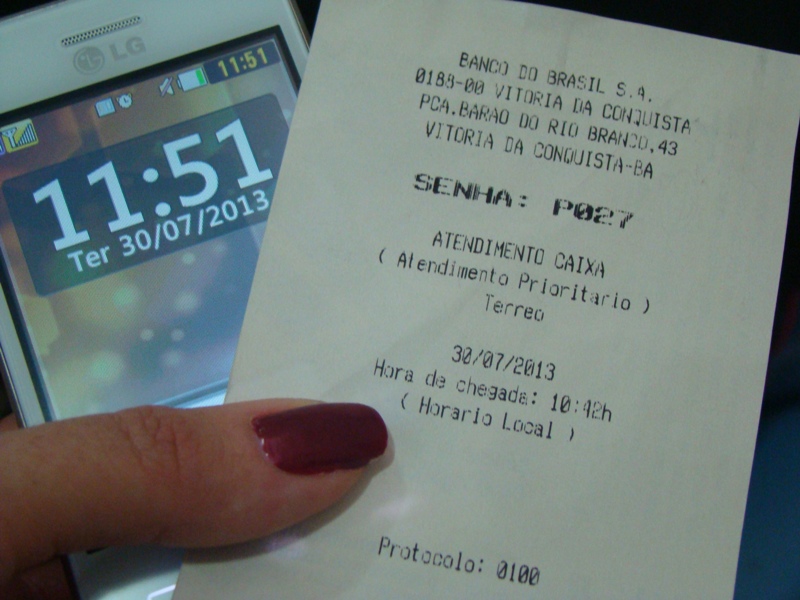 LG
11:51
11:51
Ter 30/07/2013
BANCO DO BRASIL S.A.
0188-00 VITORIA DA CONQUISTA
PCA.BARAO DO RIO BRANCO,43
VITORIA DA CONQUISTA-BA
SENHA: P027
ATENDIMENTO CAIXA
( Atendimento Prioritario )
Terreo
30/07/2013
Hora de chegada: 10:42h
( Horario Local )
Protocolo: 0100